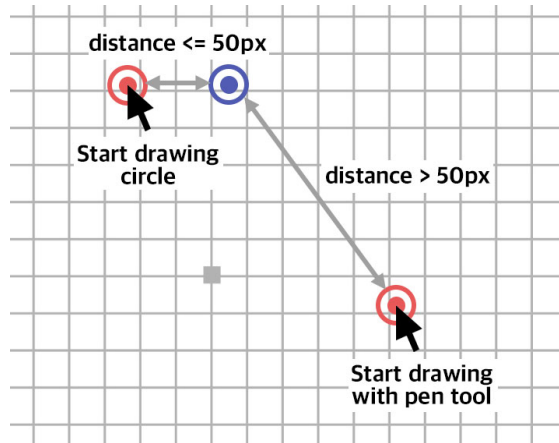 distance <= 50px
Start drawing
circle
distance > 50px
Start drawing
with pen tool